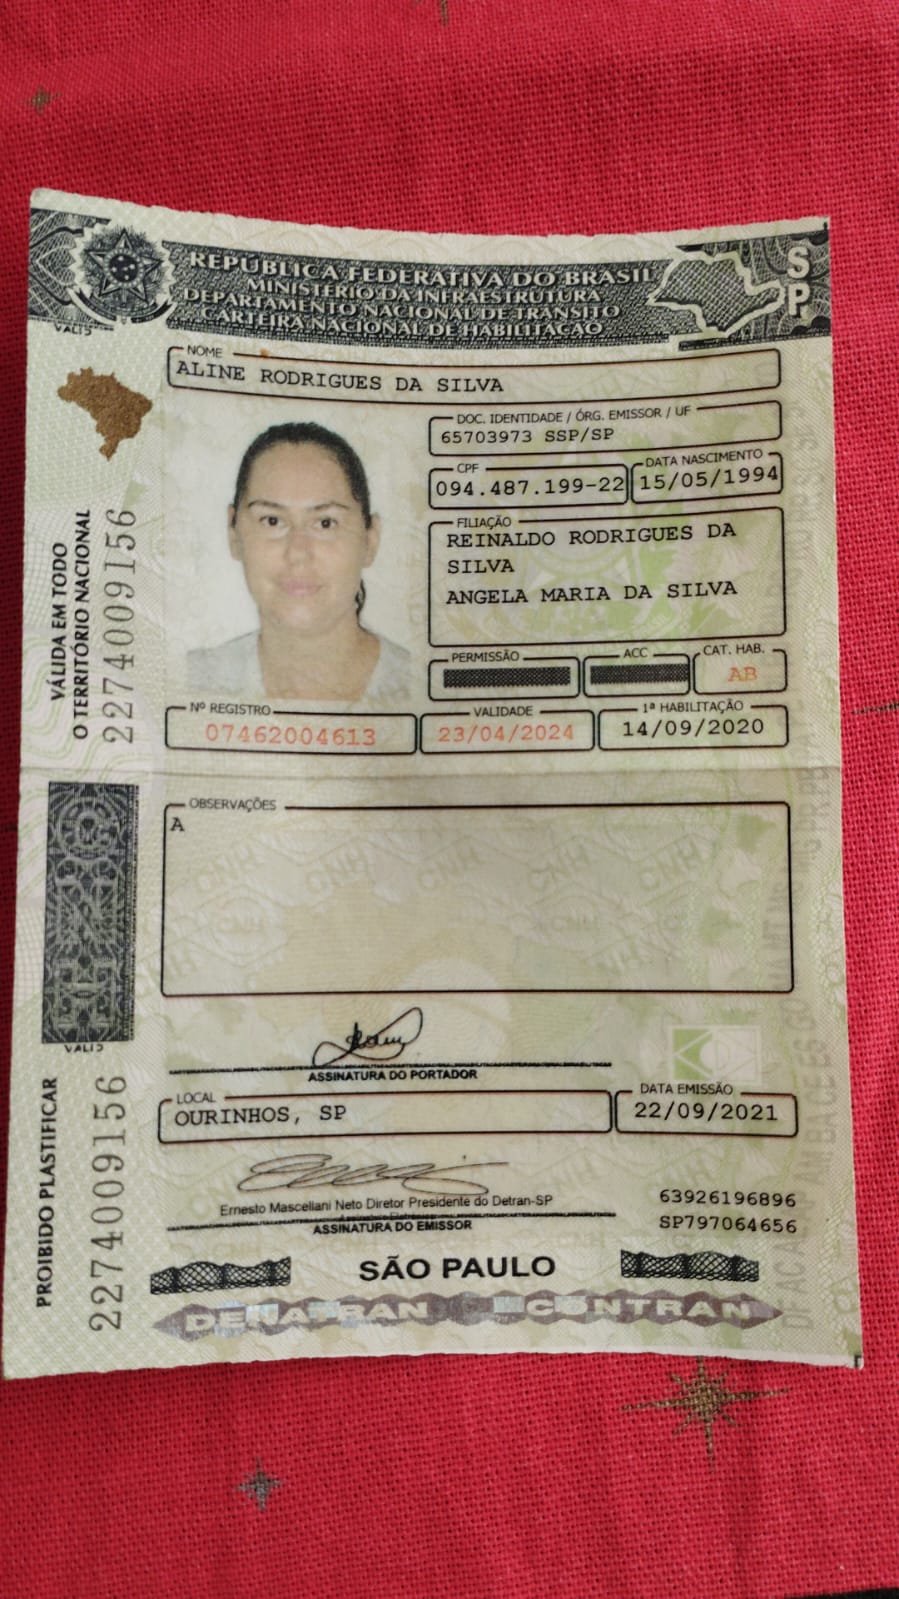 REPÚBLICA FEDERATIVA DO BRASIL
MINISTÉRIO DA INFRAESTRUTURA
DEPARTAMENTO NACIONAL DE TRÂNSITO
CARTEIRA NACIONAL DE HABILITAÇÃO
SP
NOME
ALINE RODRIGUES DA SILVA
DOC. IDENTIDADE / ÓRG. EMISSOR / UF
65703973 SSP/SP
CPF
094.487.199-22
DATA NASCIMENTO
15/05/1994
FILIAÇÃO
REINALDO RODRIGUES DA
SILVA
ANGELA MARIA DA SILVA
PERMISSÃO
ACC
CAT. HAB.
AB
Nº REGISTRO
07462004613
VALIDADE
23/04/2024
1ª HABILITAÇÃO
14/09/2020
VÁLIDA EM TODO
O TERRITÓRIO NACIONAL
2274009156
OBSERVAÇÕES
A
ASSINATURA DO PORTADOR
LOCAL
OURINHOS, SP
DATA EMISSÃO
22/09/2021
Ernesto Mascellani Neto Diretor Presidente do Detran-SP
ASSINATURA DO EMISSOR
63926196896
SP797064656
PROIBIDO PLASTIFICAR
2274009156
SÃO PAULO
DENATRAN CONTRAN